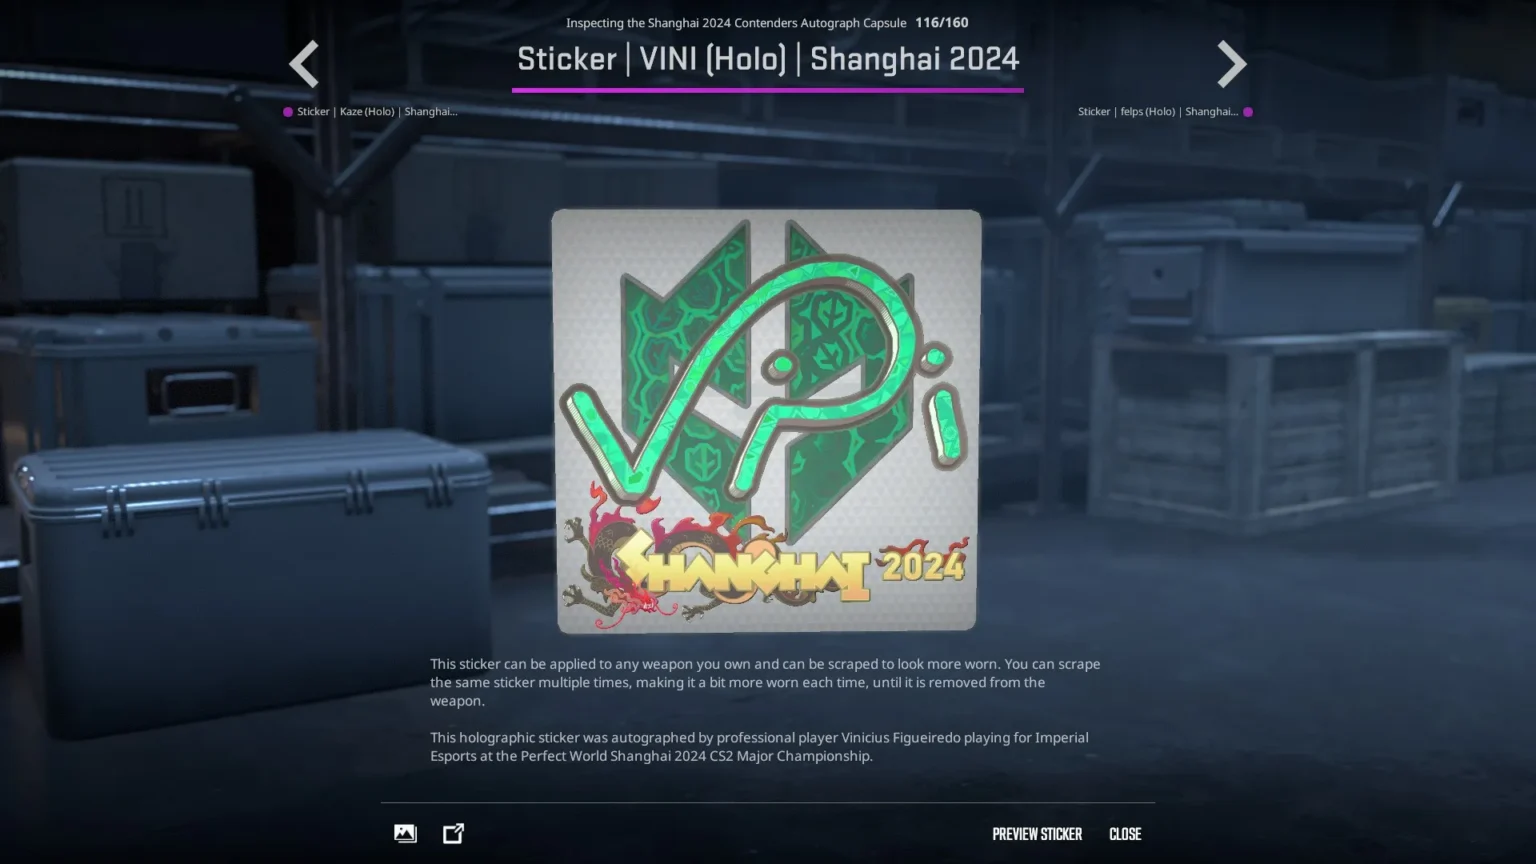 Inspecting the Shanghai 2024 Contenders Autograph Capsule 116/160
Sticker | VINI (Holo) | Shanghai 2024
Sticker | Kaze (Holo) | Shanghai...
Sticker | felps (Holo) | Shanghai...
SHANGHAI 2024
This sticker can be applied to any weapon you own and can be scraped to look more worn. You can scrape
the same sticker multiple times, making it a bit more worn each time, until it is removed from the
weapon.
This holographic sticker was autographed by professional player Vinicius Figueiredo playing for Imperial
Esports at the Perfect World Shanghai 2024 CS2 Major Championship.
PREVIEW STICKER
CLOSE